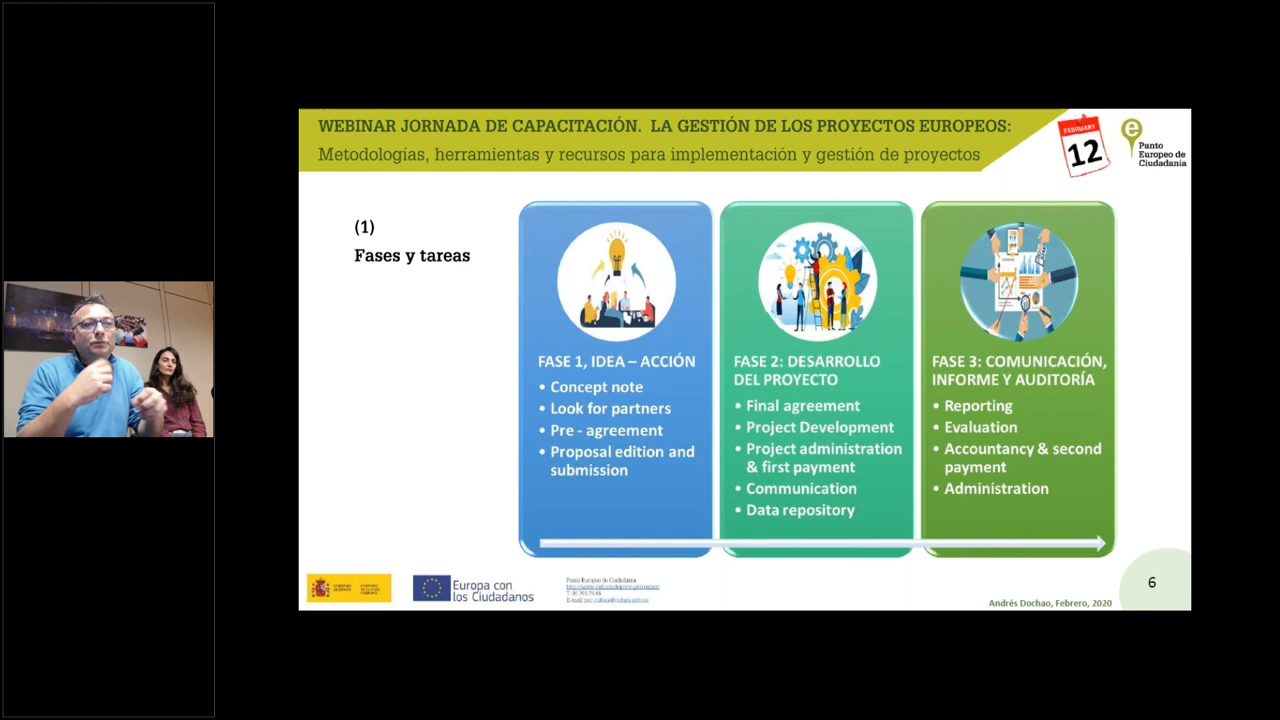 WEBINAR JORNADA DE CAPACITACIÓN. LA GESTIÓN DE LOS PROYECTOS EUROPEOS:
Metodologías, herramientas y recursos para implementación y gestión de proyectos
FEBRUARY
12
e
Punto
Europeo de
Ciudadanía
(1)
Fases y tareas
FASE 1, IDEA – ACCIÓN
• Concept note
• Look for partners
• Pre - agreement
• Proposal edition and
submission
FASE 2: DESARROLLO
DEL PROYECTO
• Final agreement
• Project Development
• Project administration
& first payment
• Communication
• Data repository
FASE 3: COMUNICACIÓN,
INFORME Y AUDITORÍA
• Reporting
• Evaluation
• Accountancy & second
payment
• Administration
Europa con
los Ciudadanos
Punto Europeo de Ciudadanía
Andrés Dochao, Febrero, 2020
6